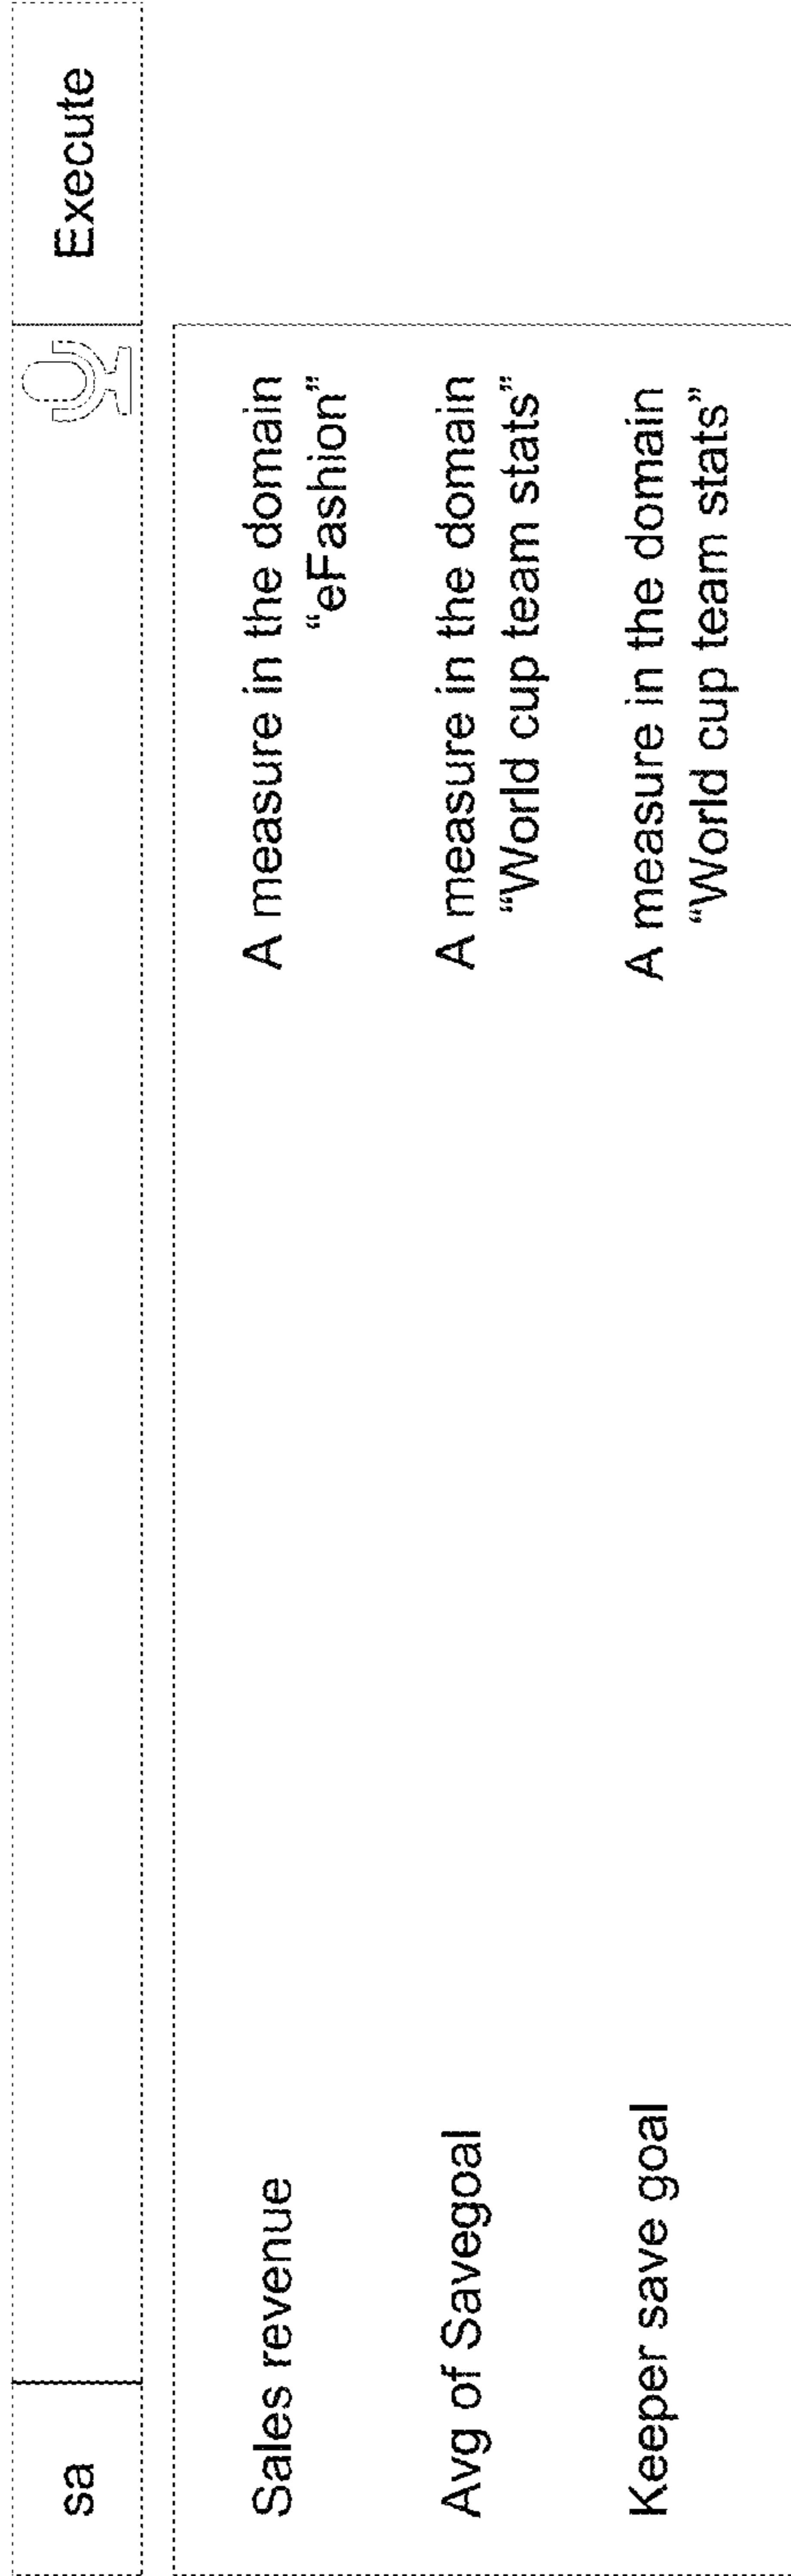 sa
Execute
Sales revenue
A measure in the domain
“eFashion”
Avg of Savegoal
A measure in the domain
“World cup team stats”
Keeper save goal
A measure in the domain
“World cup team stats”